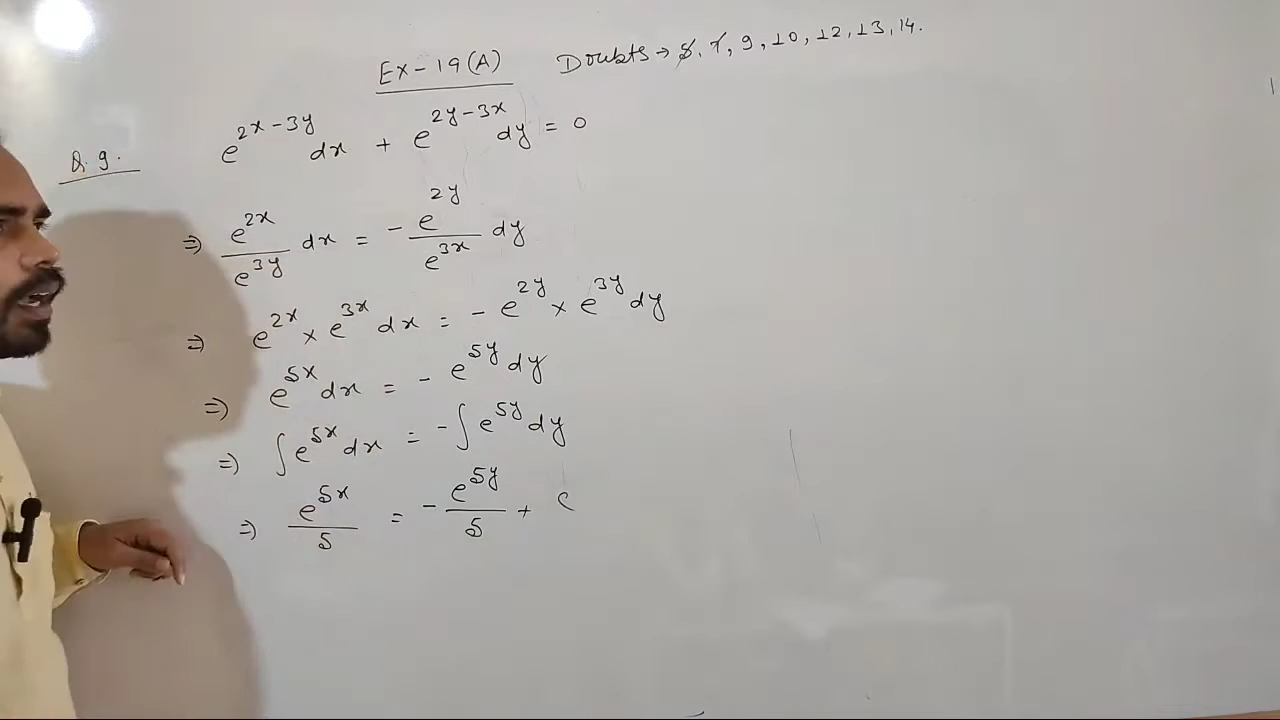 Ex-19(A) Doubts → 8, 7, 9, 10, 12, 13, 14.
Q.9. e^{2x-3y} dx + e^{2y-3x} dy = 0
⇒ e^{2x}/e^{3y} dx = - e^{2y}/e^{3x} dy
⇒ e^{2x} × e^{3x} dx = - e^{2y} × e^{3y} dy
⇒ e^{5x} dx = - e^{5y} dy
⇒ ∫e^{5x} dx = -∫e^{5y} dy
⇒ e^{5x}/5 = - e^{5y}/5 + c